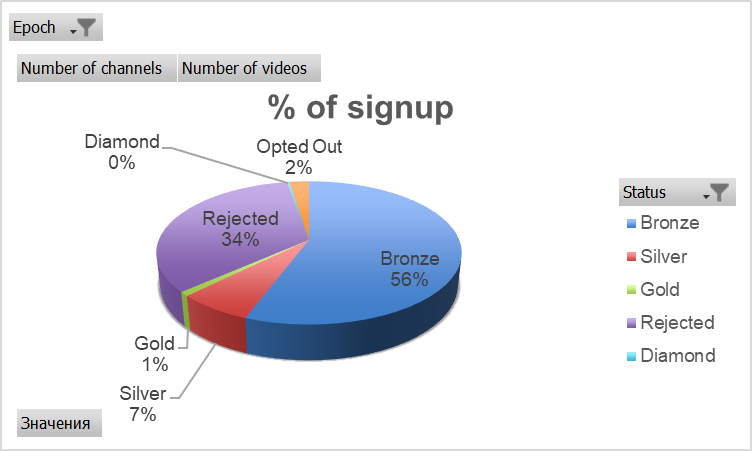 Epoch
Number of channels
Number of videos
% of signup
Diamond
0%
Opted Out
2%
Rejected
34%
Bronze
56%
Gold
1%
Silver
7%
Status
Bronze
Silver
Gold
Rejected
Diamond
Значения